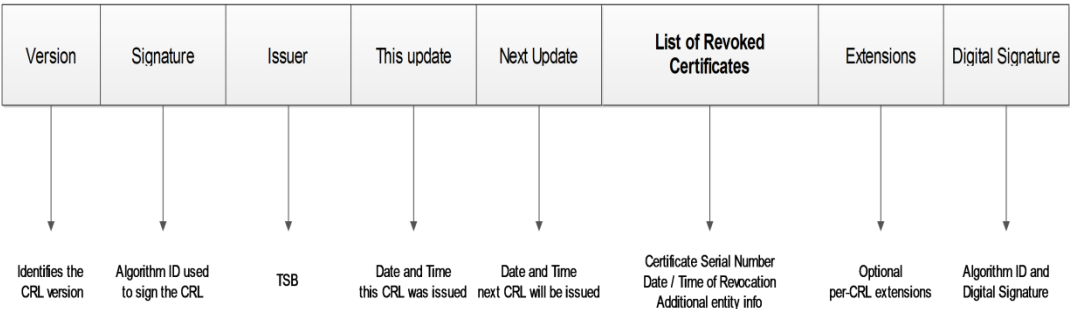 Version
Signature
Issuer
This update
Next Update
List of Revoked
Certificates
Extensions
Digital Signature
Identifies the
CRL version
Algorithm ID used
to sign the CRL
TSB
Date and Time
this CRL was issued
Date and Time
next CRL will be issued
Certificate Serial Number
Date / Time of Revocation
Additional entity info
Optional
per-CRL extensions
Algorithm ID and
Digital Signature